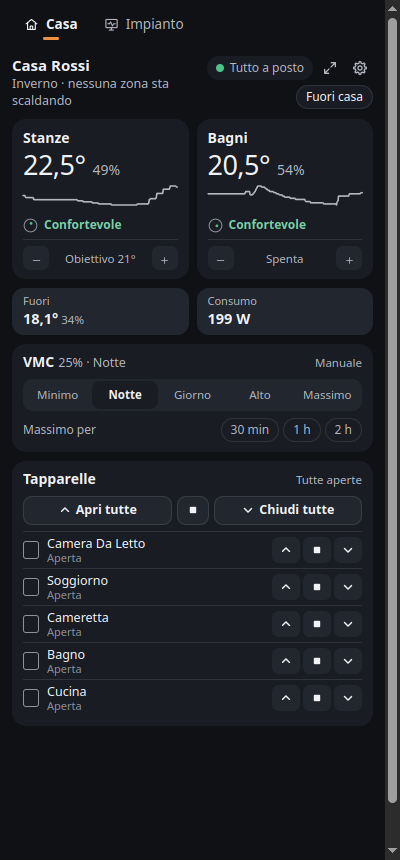 Casa Impianto
Casa Rossi
Tutto a posto
Inverno · nessuna zona sta
scaldando
Fuori casa
Stanze
22,5° 49%
Confortevole
− Obiettivo 21° +
Bagni
20,5° 54%
Confortevole
− Spenta +
Fuori
18,1° 34%
Consumo
199 W
VMC 25% · Notte Manuale
Minimo Notte Giorno Alto Massimo
Massimo per 30 min 1 h 2 h
Tapparelle Tutte aperte
Apri tutte Chiudi tutte
Camera Da Letto
Aperta
Soggiorno
Aperta
Cameretta
Aperta
Bagno
Aperta
Cucina
Aperta